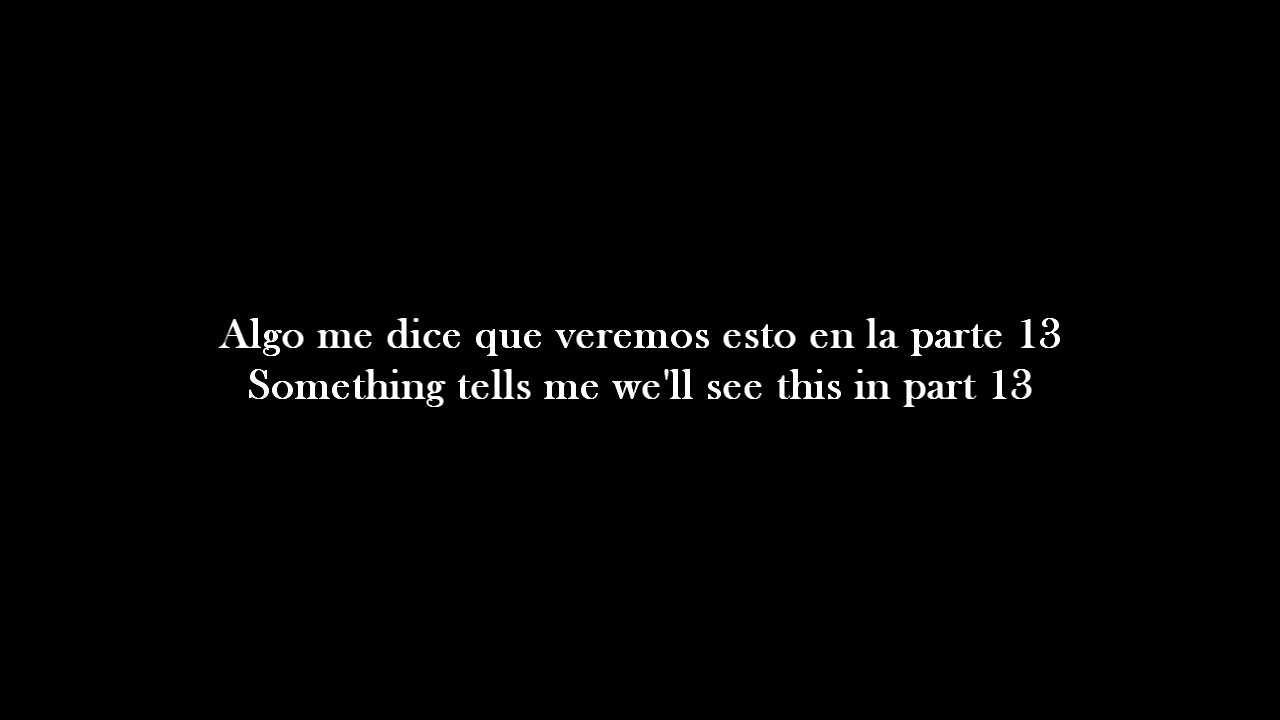 Algo me dice que veremos esto en la parte 13
Something tells me we'll see this in part 13